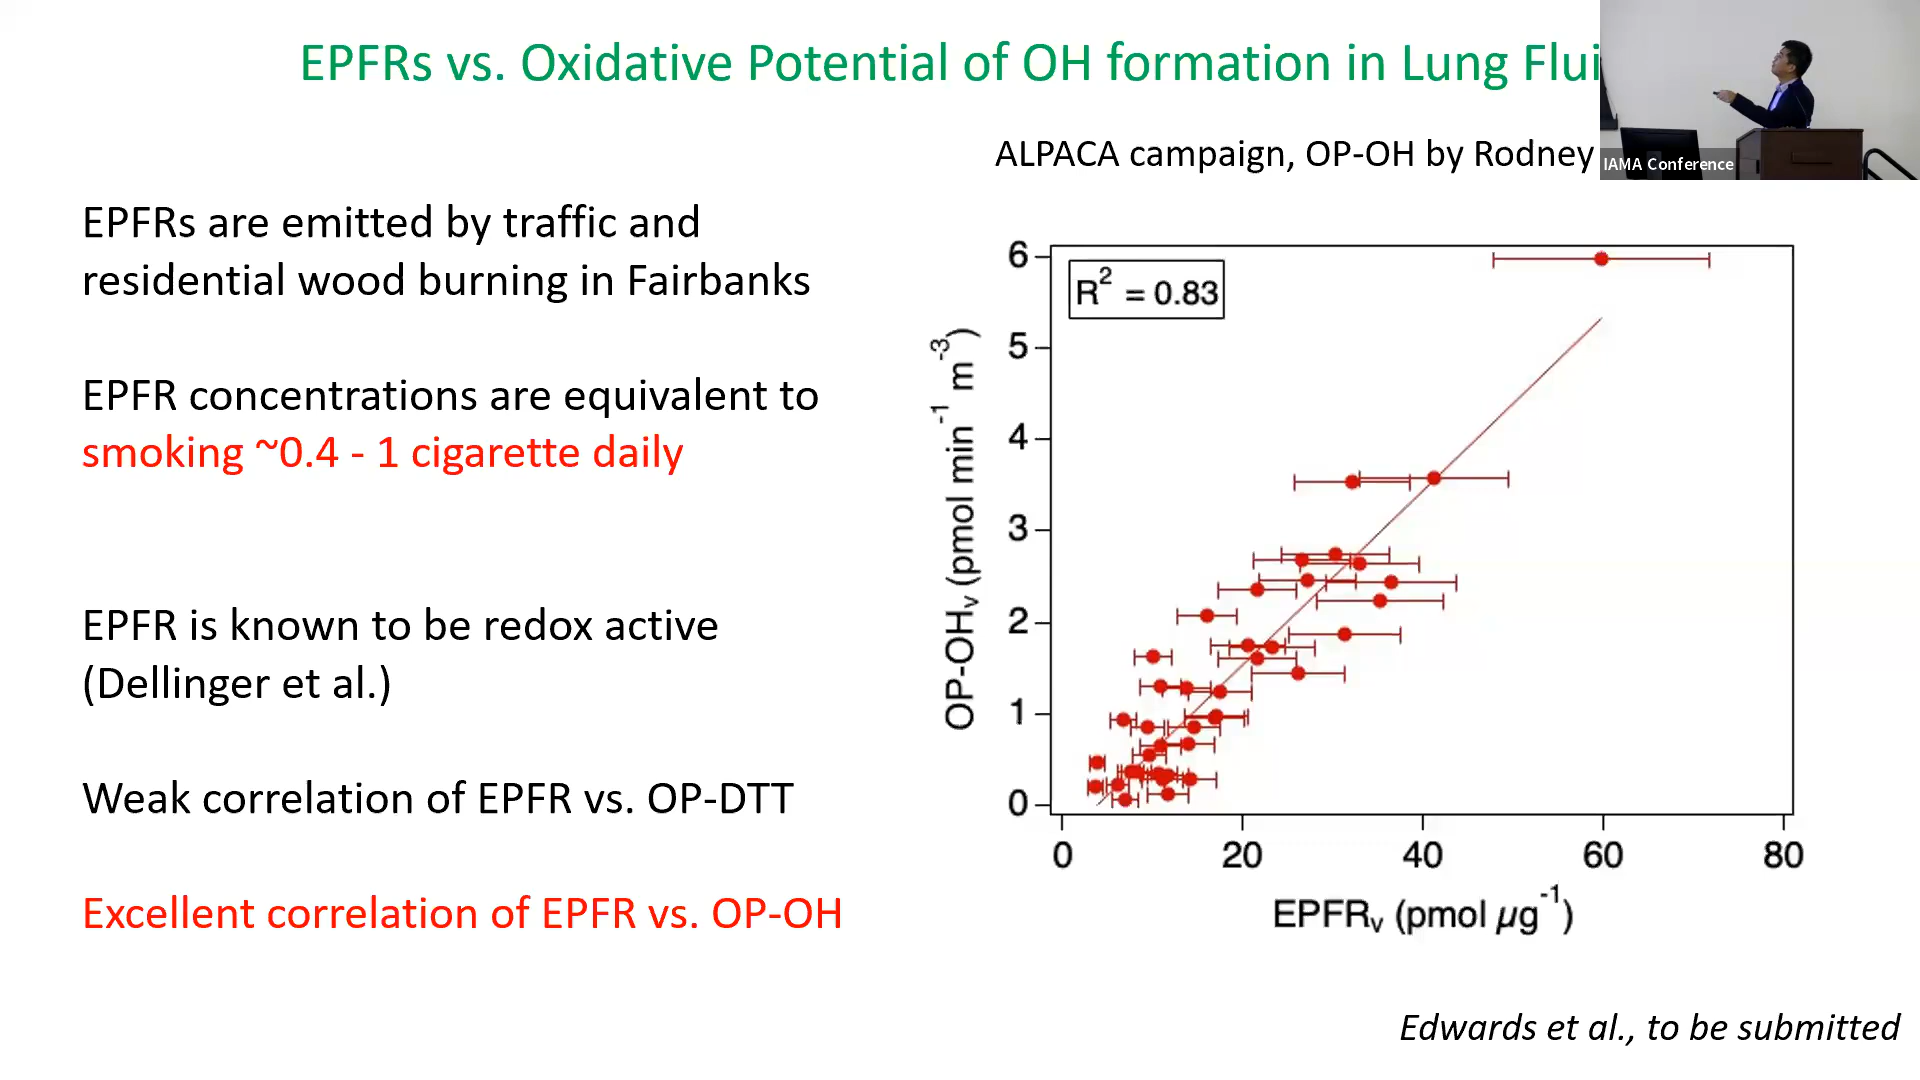 EPFRs vs. Oxidative Potential of OH formation in Lung Flui
ALPACA campaign, OP-OH by Rodney
IAMA Conference
EPFRs are emitted by traffic and
residential wood burning in Fairbanks
EPFR concentrations are equivalent to
smoking ~0.4 - 1 cigarette daily
EPFR is known to be redox active
(Dellinger et al.)
Weak correlation of EPFR vs. OP-DTT
Excellent correlation of EPFR vs. OP-OH
R² = 0.83
OP-OHᵥ (pmol min⁻¹ m⁻³)
6
5
4
3
2
1
0
0 20 40 60 80
EPFRᵥ (pmol µg⁻¹)
Edwards et al., to be submitted